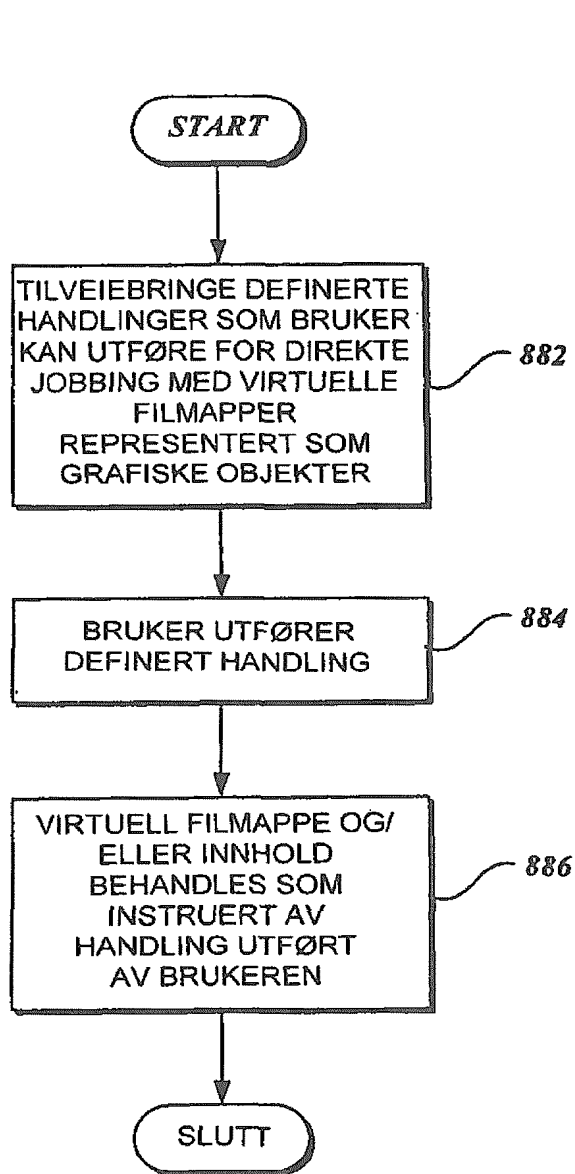 START
TILVEIEBRINGE DEFINERTE
HANDLINGER SOM BRUKER
KAN UTFØRE FOR DIREKTE
JOBBING MED VIRTUELLE
FILMAPPER
REPRESENTERT SOM
GRAFISKE OBJEKTER
882
BRUKER UTFØRER
DEFINERT HANDLING
884
VIRTUELL FILMAPPE OG/
ELLER INNHOLD
BEHANDLES SOM
INSTRUERT AV
HANDLING UTFØRT
AV BRUKEREN
886
SLUTT